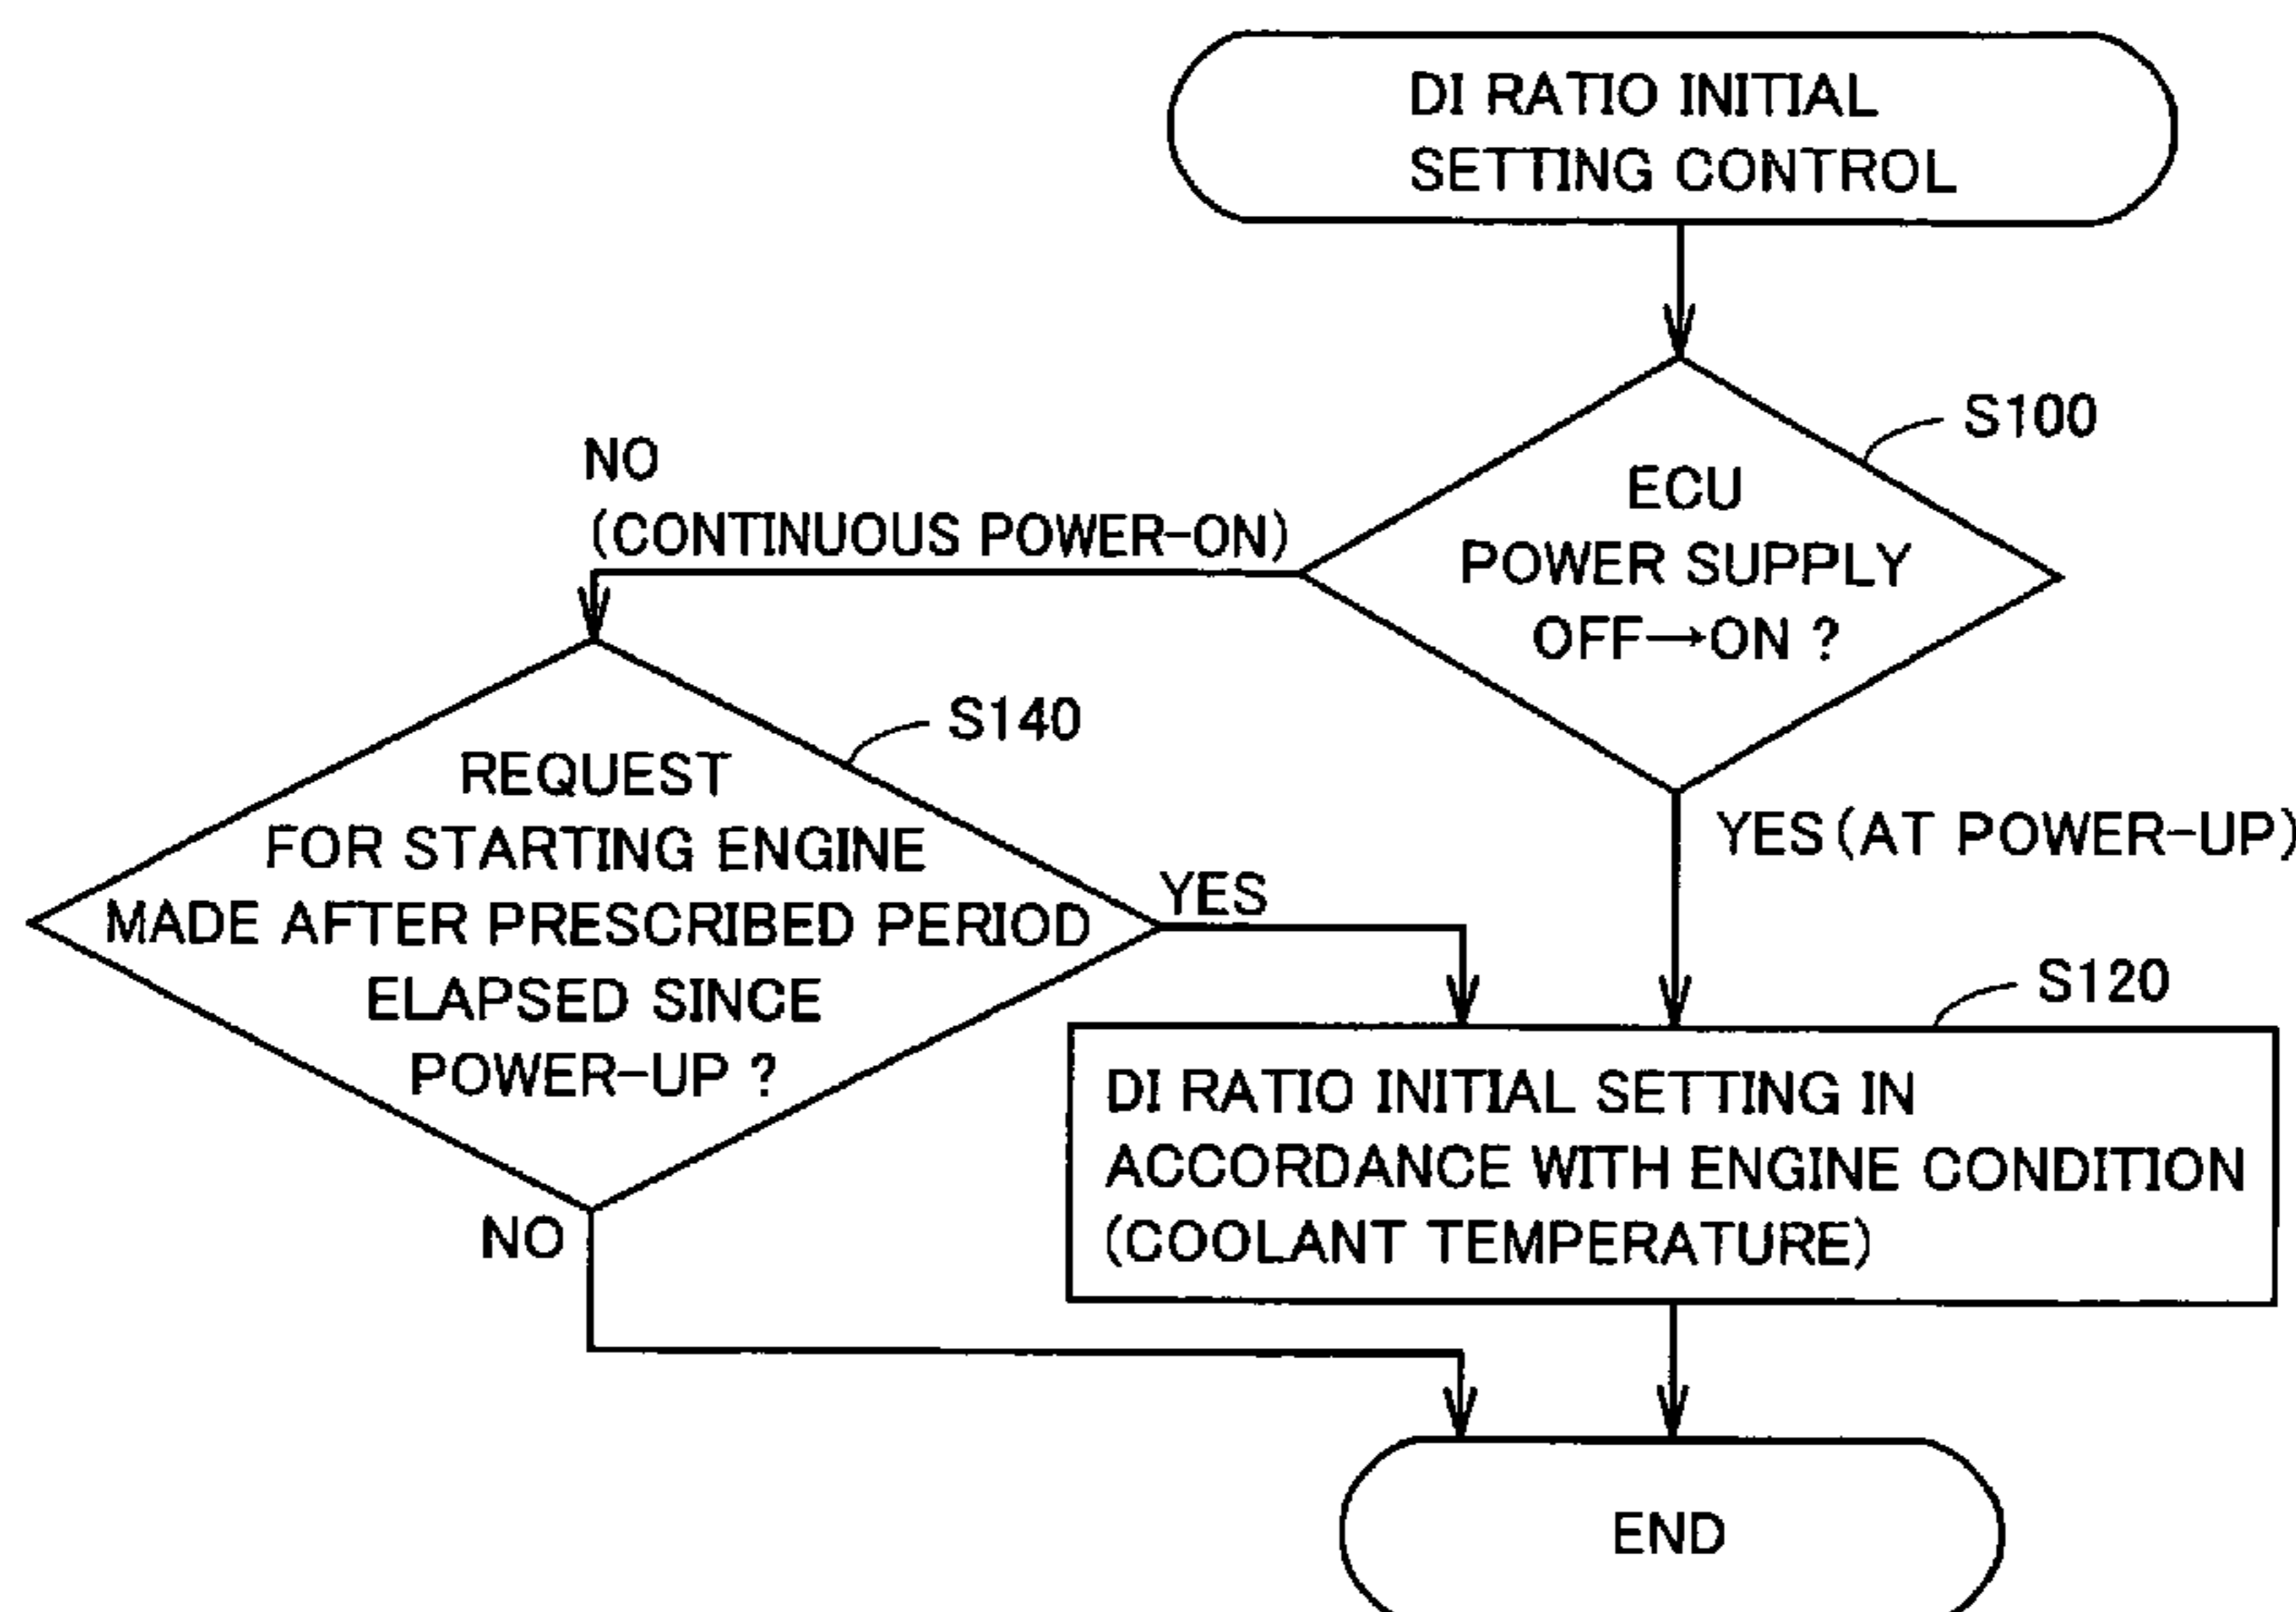 DI RATIO INITIAL
SETTING CONTROL
S100
ECU
POWER SUPPLY
OFF→ON ?
NO
(CONTINUOUS POWER-ON)
YES (AT POWER-UP)
S140
REQUEST
FOR STARTING ENGINE
MADE AFTER PRESCRIBED PERIOD
ELAPSED SINCE
POWER-UP ?
YES
NO
S120
DI RATIO INITIAL SETTING IN
ACCORDANCE WITH ENGINE CONDITION
(COOLANT TEMPERATURE)
END